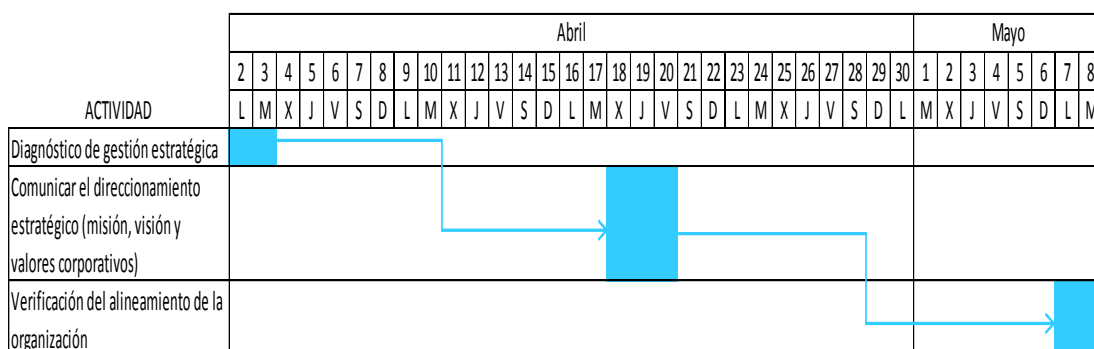 Abril Mayo
2 3 4 5 6 7 8 9 10 11 12 13 14 15 16 17 18 19 20 21 22 23 24 25 26 27 28 29 30 1 2 3 4 5 6 7 8
ACTIVIDAD L M X J V S D L M X J V S D L M X J V S D L M X J V S D L M X J V S D L M
Diagnóstico de gestión estratégica
Comunicar el direccionamiento
estratégico (misión, visión y
valores corporativos)
Verificación del alineamiento de la
organización